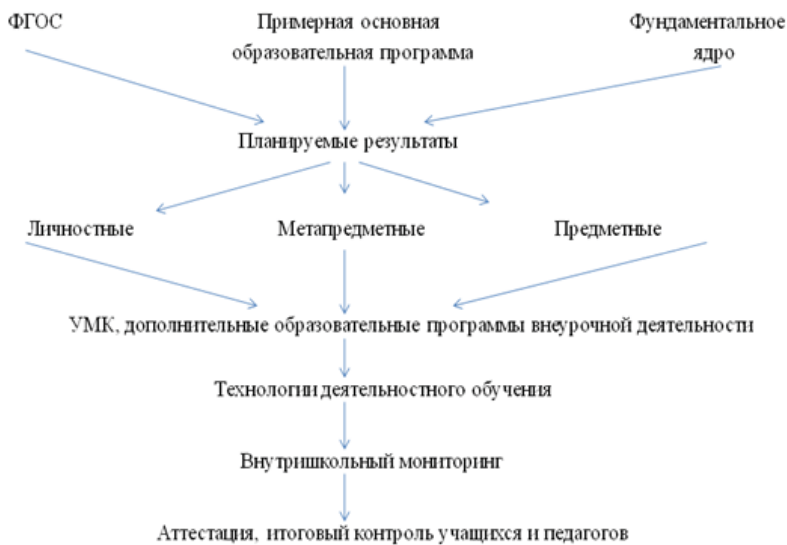 ФГОС
Примерная основная
образовательная программа
Фундаментальное
ядро
Планируемые результаты
Личностные
Метапредметные
Предметные
УМК, дополнительные образовательные программы внеурочной деятельности
Технологии деятельностного обучения
Внутришкольный мониторинг
Аттестация, итоговый контроль учащихся и педагогов